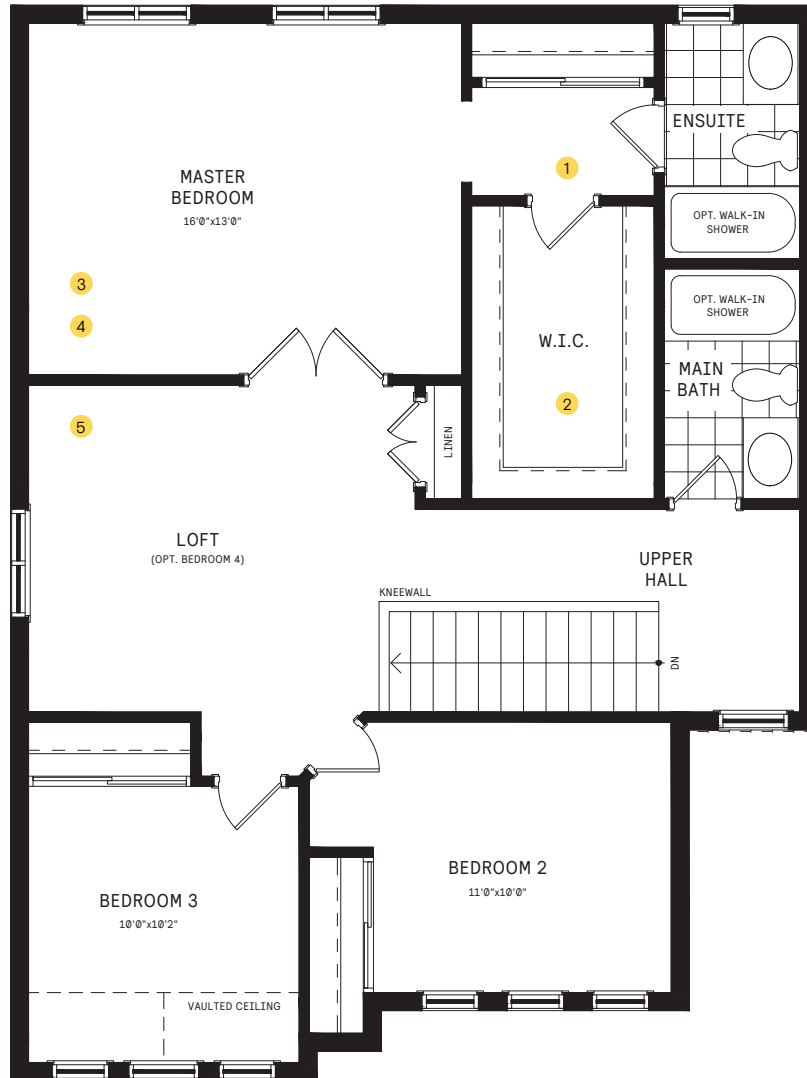 MASTER
BEDROOM
16'0"x13'0"
1
ENSUITE
OPT. WALK-IN
SHOWER
3
4
OPT. WALK-IN
SHOWER
W.I.C.
2
MAIN
BATH
5
LINEN
LOFT
(OPT. BEDROOM 4)
UPPER
HALL
KNEEWALL
DN
BEDROOM 2
11'0"x10'0"
BEDROOM 3
10'0"x10'2"
VAULTED CEILING